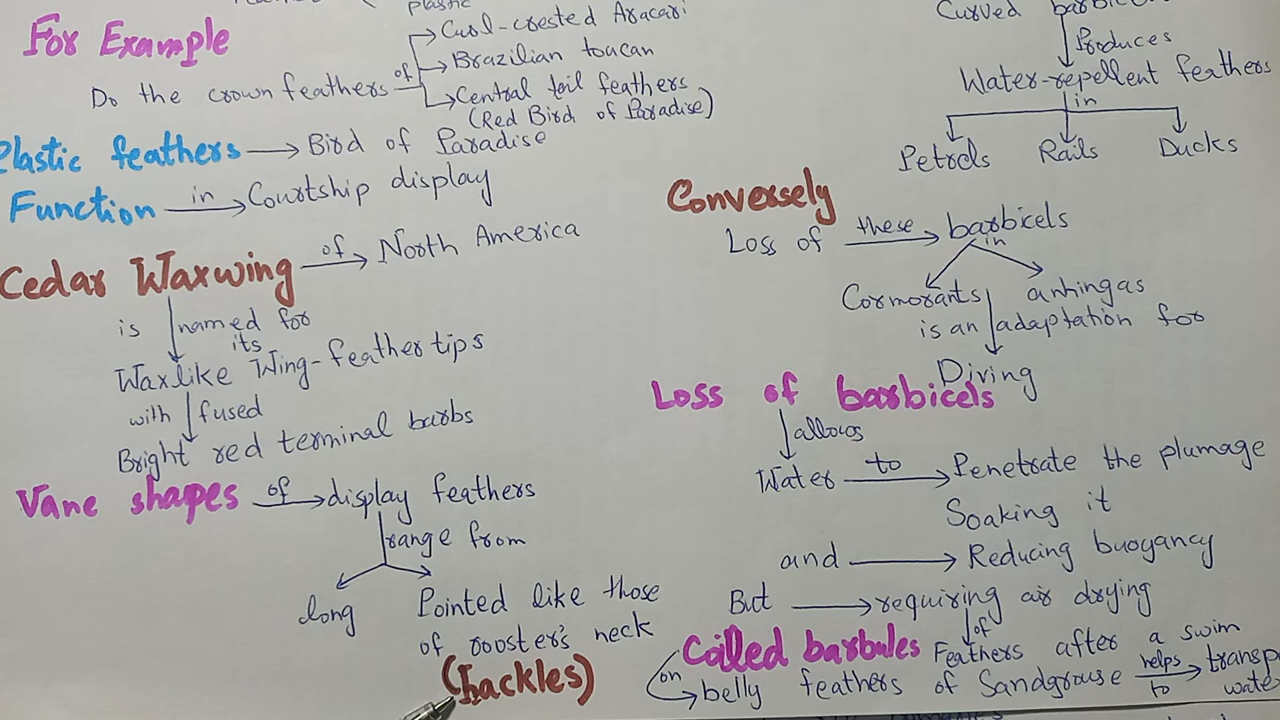 plastic
For Example
Curl-crested Aracari
Do the crown feathers of Brazilian toucan
Central tail feathers
(Red Bird of Paradise)
Plastic feathers Bird of Paradise
Function in Courtship display
Cedar Waxwing of North America
is named for
its
Waxlike Wing-feather tips
with fused
Bright red terminal barbs
Vane shapes of display feathers
range from
long Pointed like those
of rooster's neck
(hackles)
Curved
Produces
Water-repellent feathers
in
Petrels Rails Ducks
Conversely
Loss of these barbicels
in
Cormorants anhingas
is an adaptation for
Diving
Loss of barbicels
allows
Water to Penetrate the plumage
Soaking it
and Reducing buoyancy
But requiring air drying
of
Coiled barbules Feathers after a swim
on belly feathers of Sandgrouse helps to transp
wate